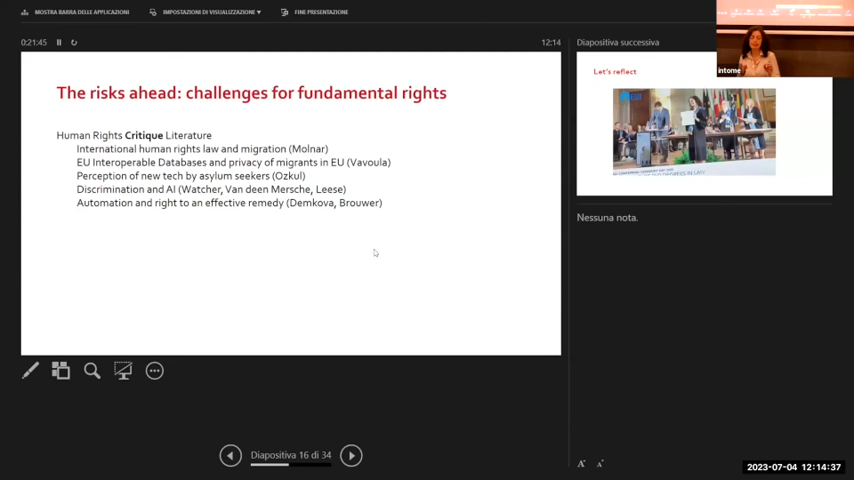 MOSTRA BARRA DELLE APPLICAZIONI
IMPOSTAZIONI DI VISUALIZZAZIONE ▼
FINE PRESENTAZIONE
0:21:45
12:14
The risks ahead: challenges for fundamental rights
Human Rights Critique Literature
International human rights law and migration (Molnar)
EU Interoperable Databases and privacy of migrants in EU (Vavoula)
Perception of new tech by asylum seekers (Ozkul)
Discrimination and AI (Watcher, Van deen Mersche, Leese)
Automation and right to an effective remedy (Demkova, Brouwer)
Diapositiva 16 di 34
Diapositiva successiva
intome
Let's reflect
Nessuna nota.
A A
2023-07-04 12:14:37